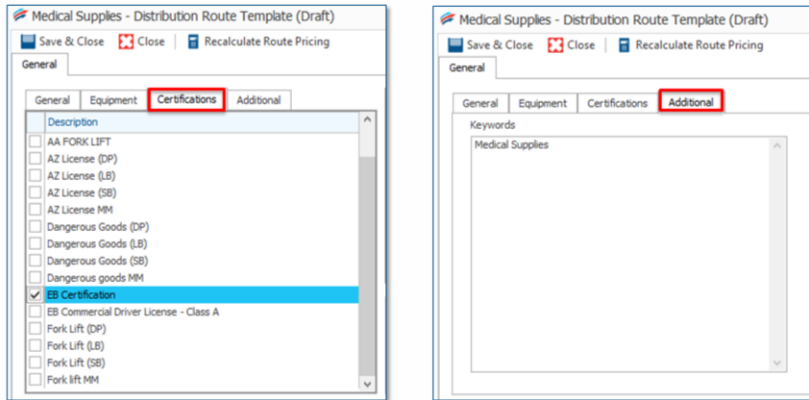 Medical Supplies - Distribution Route Template (Draft)
Save & Close Close Recalculate Route Pricing
General
General Equipment Certifications Additional
Description
AA FORK LIFT
AZ License (DP)
AZ License (LB)
AZ License (SB)
AZ License MM
Dangerous Goods (DP)
Dangerous Goods (LB)
Dangerous Goods (SB)
Dangerous goods MM
EB Certification
EB Commercial Driver License - Class A
Fork Lift (DP)
Fork Lift (LB)
Fork Lift (SB)
Fork lift MM
Medical Supplies - Distribution Route Template (Draft)
Save & Close Close Recalculate Route Pricing
General
General Equipment Certifications Additional
Keywords
Medical Supplies